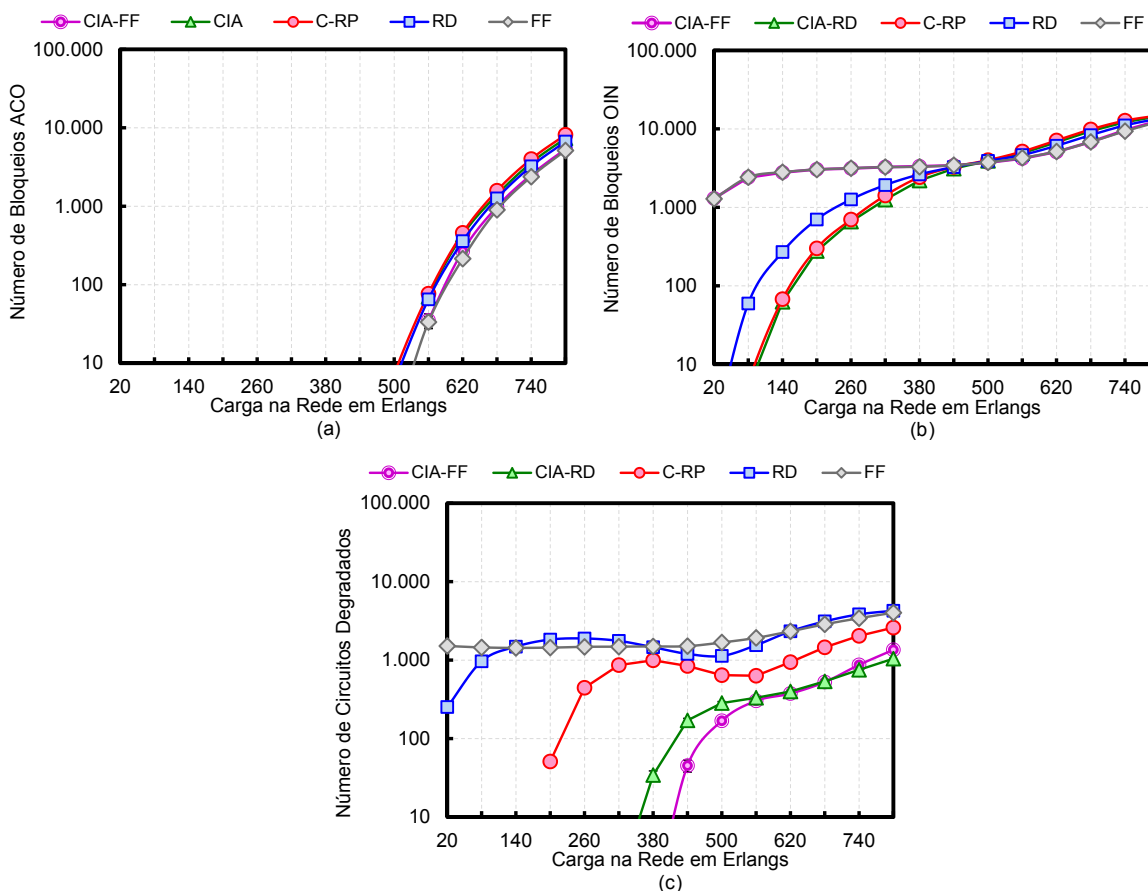 CIA-FF CIA C-RP RD FF
100.000
10.000
1.000
100
10
Número de Bloqueios ACO
20 140 260 380 500 620 740
Carga na Rede em Erlangs
(a)
CIA-FF CIA-RD C-RP RD FF
100.000
10.000
1.000
100
10
Número de Bloqueios OIN
20 140 260 380 500 620 740
Carga na Rede em Erlangs
(b)
CIA-FF CIA-RD C-RP RD FF
100.000
10.000
1.000
100
10
Número de Circuitos Degradados
20 140 260 380 500 620 740
Carga na Rede em Erlangs
(c)